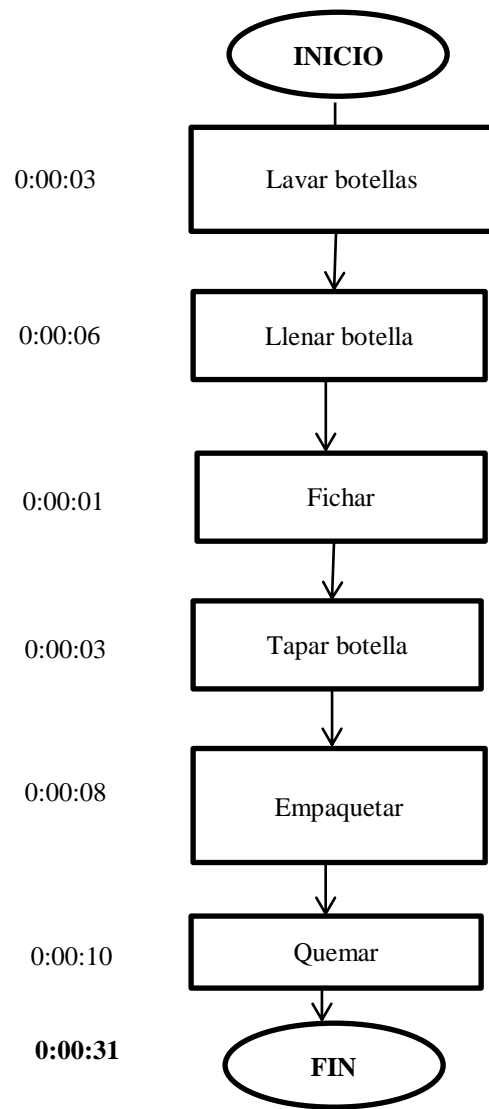 INICIO
0:00:03 Lavar botellas
0:00:06 Llenar botella
0:00:01 Fichar
0:00:03 Tapar botella
0:00:08 Empaquetar
0:00:10 Quemar
0:00:31 FIN